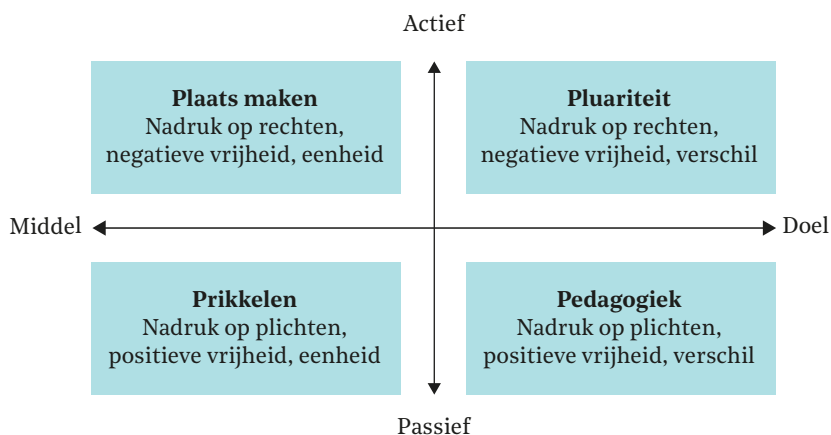 Actief
Plaats maken
Nadruk op rechten,
negatieve vrijheid, eenheid
Pluariteit
Nadruk op rechten,
negatieve vrijheid, verschil
Middel
Doel
Prikkelen
Nadruk op plichten,
positieve vrijheid, eenheid
Pedagogiek
Nadruk op plichten,
positieve vrijheid, verschil
Passief